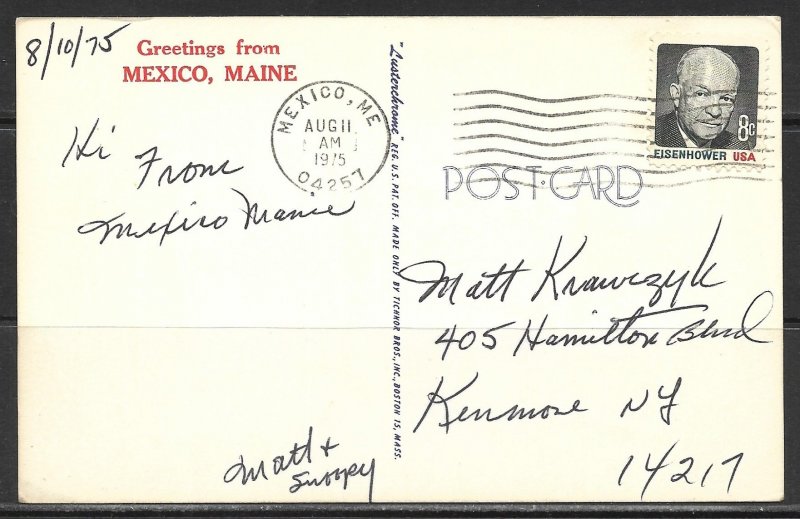 8/10/75
Greetings from
MEXICO, MAINE
Hi From
Mexico Maine
Matt +
Snoopy
MEXICO, ME
AUG 11
AM
1975
04257
"Lusterchrome" REG. U.S. PAT. OFF. MADE ONLY BY TICHNOR BROS., INC., BOSTON 15, MASS.
8c
EISENHOWER USA
POST CARD
Matt Krawczyk
405 Hamilton Blvd
Kenmore NY
14217